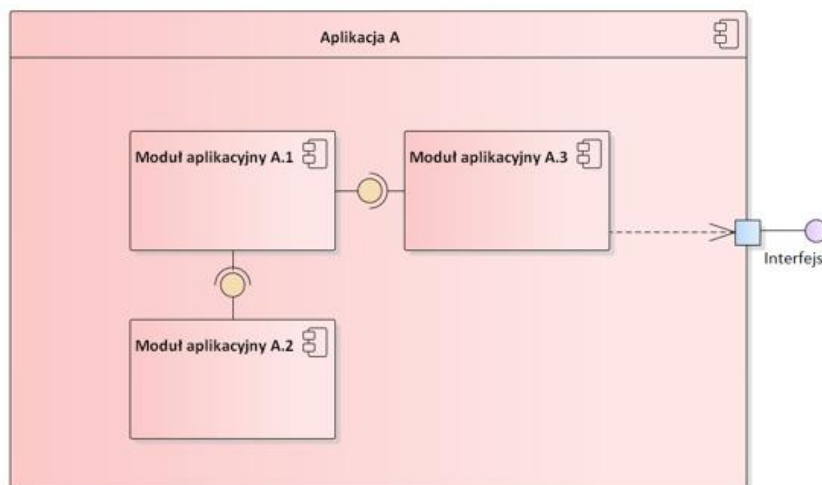 Aplikacja A
Moduł aplikacyjny A.1
Moduł aplikacyjny A.3
Interfejs
Moduł aplikacyjny A.2